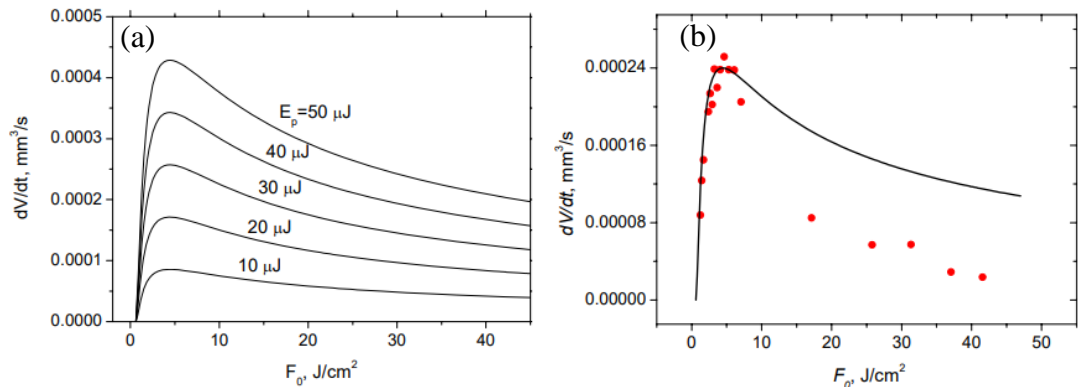 (a)
0.0005
0.0004
0.0003
0.0002
0.0001
0.0000
dV/dt, mm³/s
Eₚ=50 μJ
40 μJ
30 μJ
20 μJ
10 μJ
0 10 20 30 40
F₀, J/cm²
(b)
0.00024
0.00016
0.00008
0.00000
dV/dt, mm³/s
0 10 20 30 40 50
F₀, J/cm²